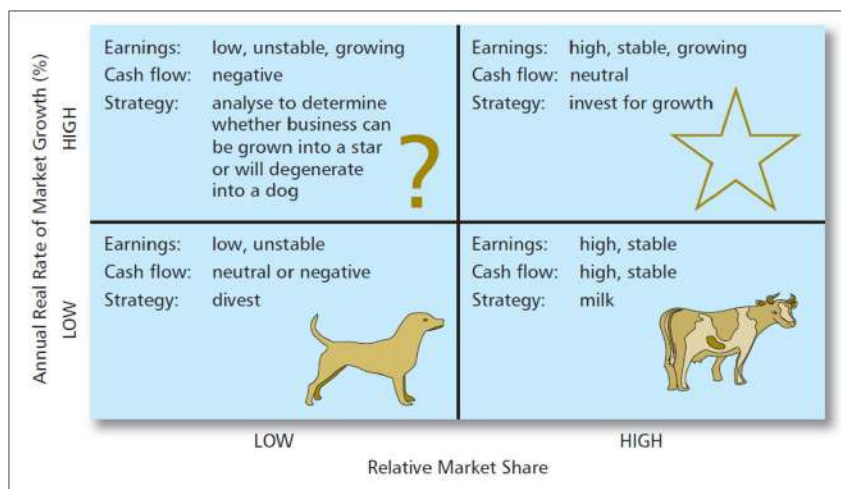 Annual Real Rate of Market Growth (%)
HIGH
Earnings: low, unstable, growing
Cash flow: negative
Strategy: analyse to determine
whether business can
be grown into a star
or will degenerate
into a dog
?
Earnings: high, stable, growing
Cash flow: neutral
Strategy: invest for growth
LOW
Earnings: low, unstable
Cash flow: neutral or negative
Strategy: divest
Earnings: high, stable
Cash flow: high, stable
Strategy: milk
LOW
HIGH
Relative Market Share